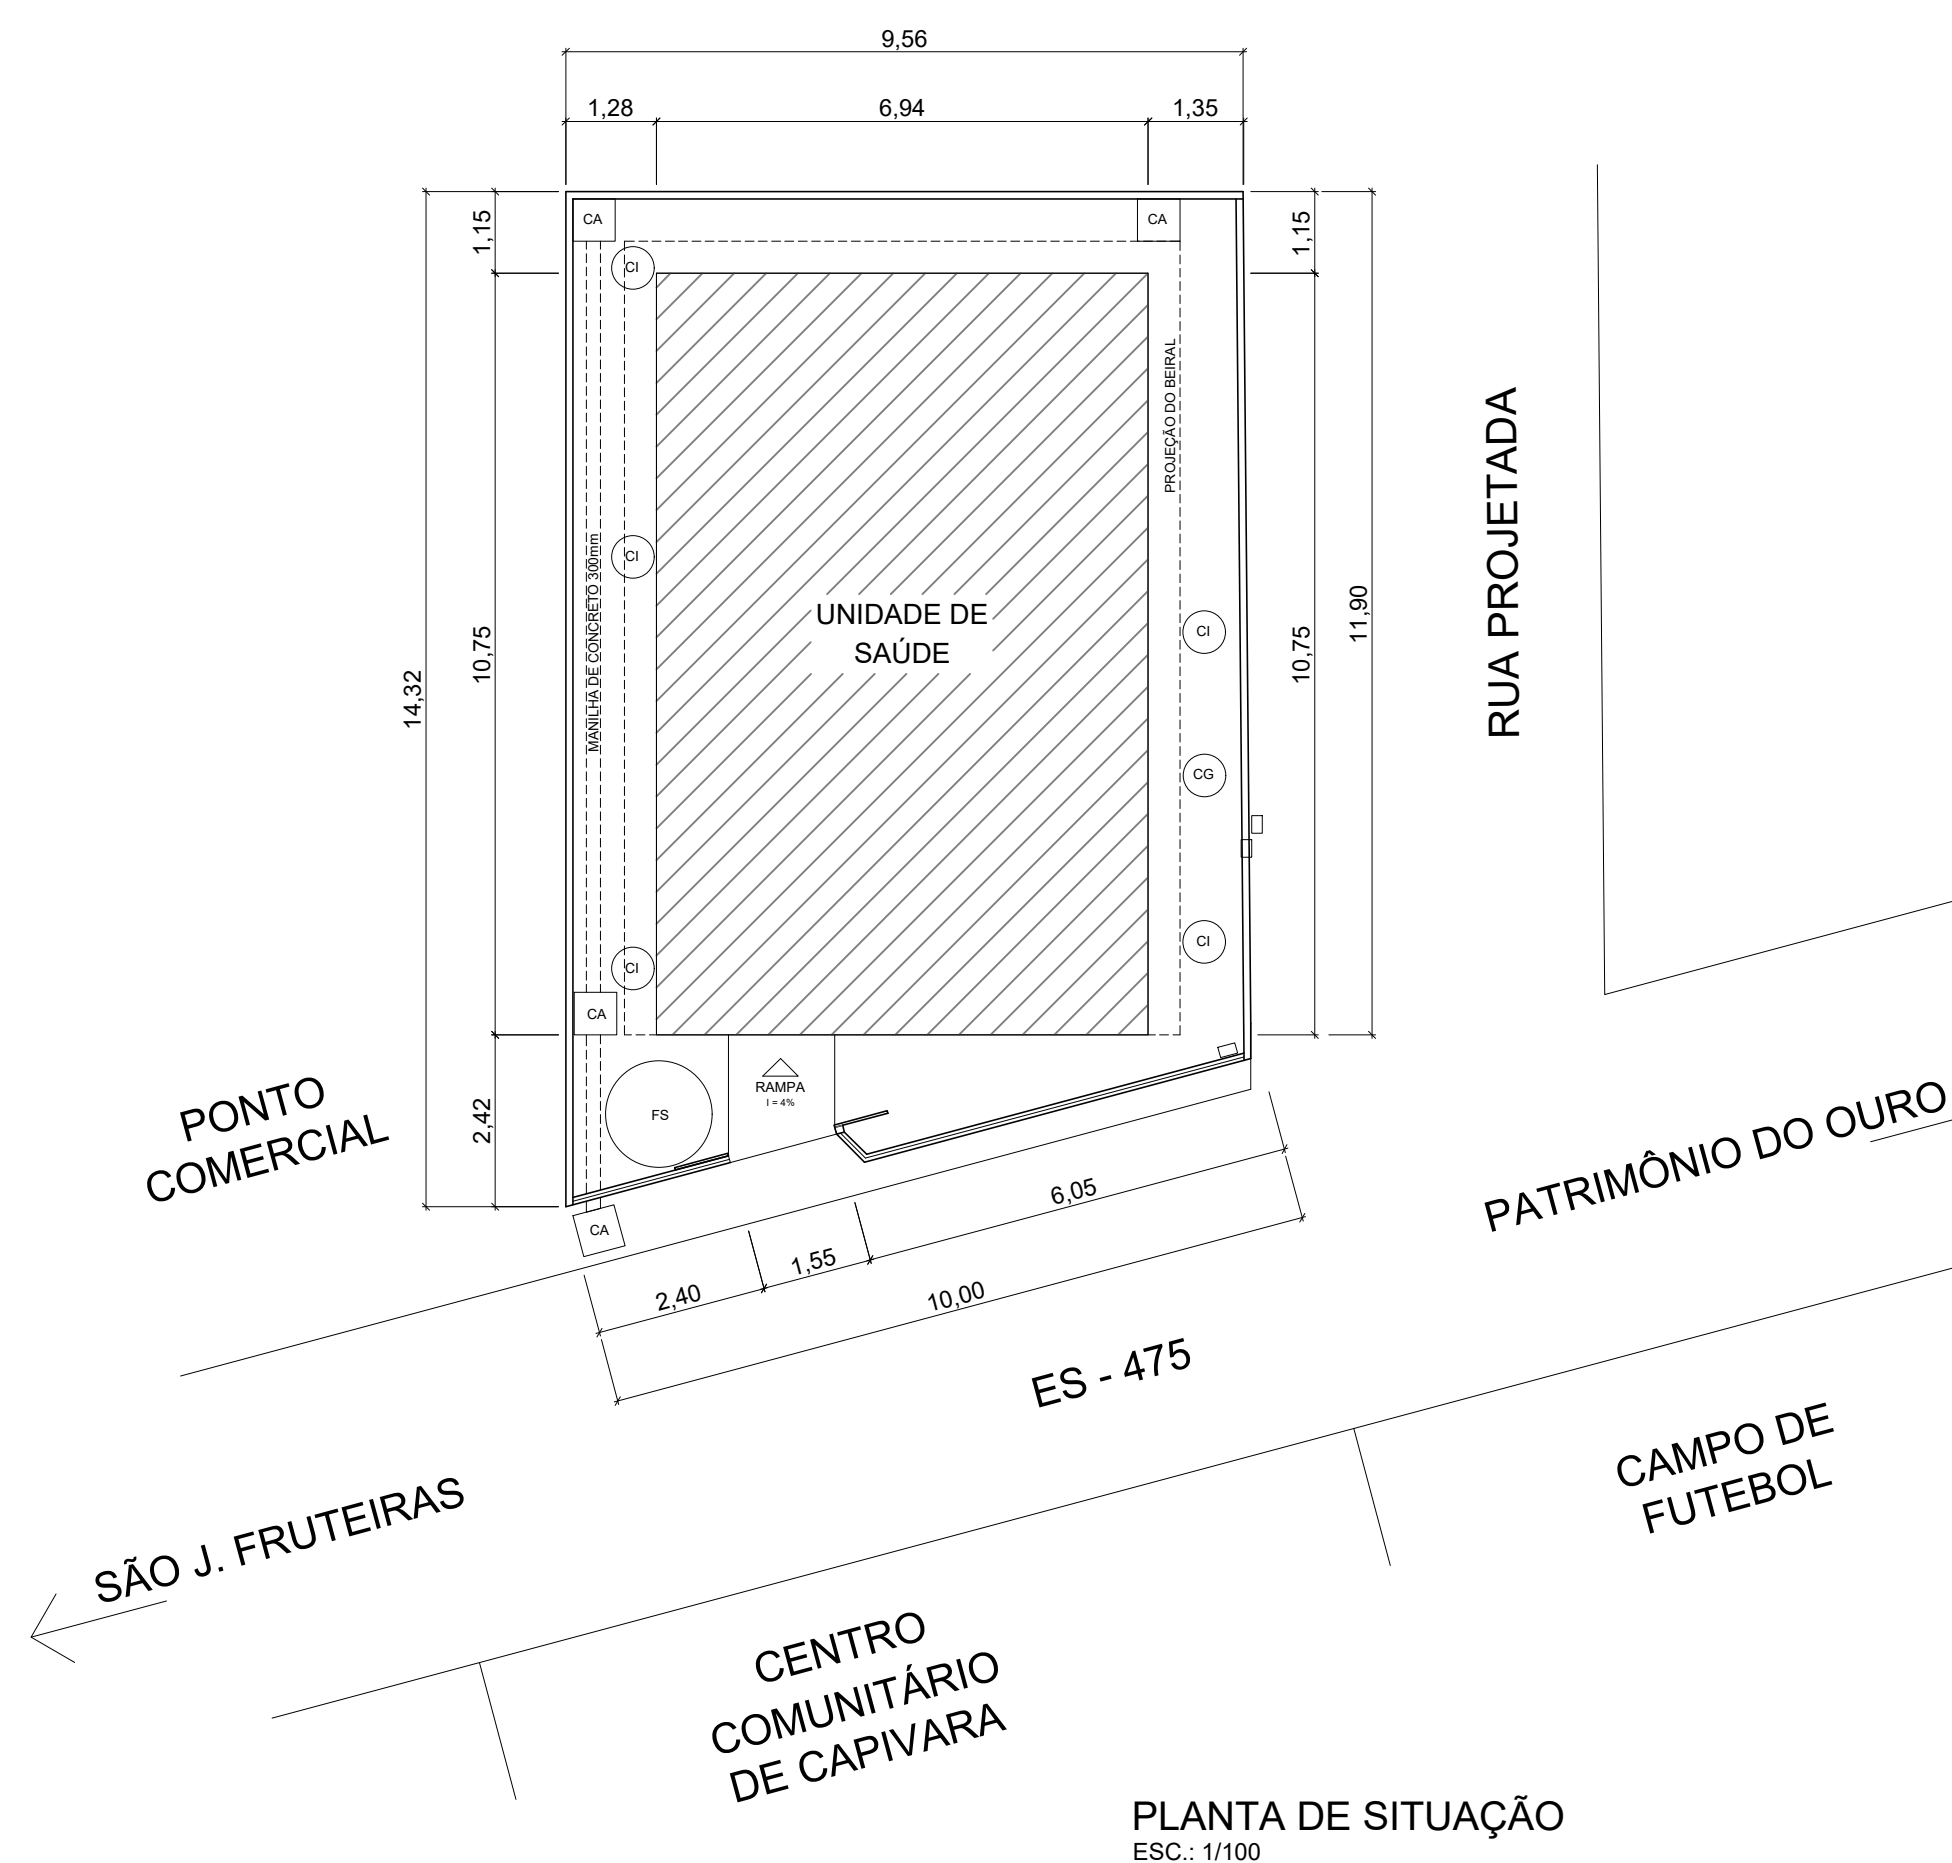 9,56
1,28
6,94
1,35
1,15
1,15
CA
CA
CI
PROJEÇÃO DO BEIRAL
RUA PROJETADA
MANILHA DE CONCRETO 300mm
CI
UNIDADE DE
SAÚDE
CI
11,90
10,75
10,75
14,32
CG
CI
CI
CA
2,42
FS
RAMPA
I = 4%
CA
PONTO
COMERCIAL
PATRIMÔNIO DO OURO
6,05
1,55
2,40
10,00
ES - 475
SÃO J. FRUTEIRAS
CAMPO DE
FUTEBOL
CENTRO
COMUNITÁRIO
DE CAPIVARA
PLANTA DE SITUAÇÃO
ESC.: 1/100